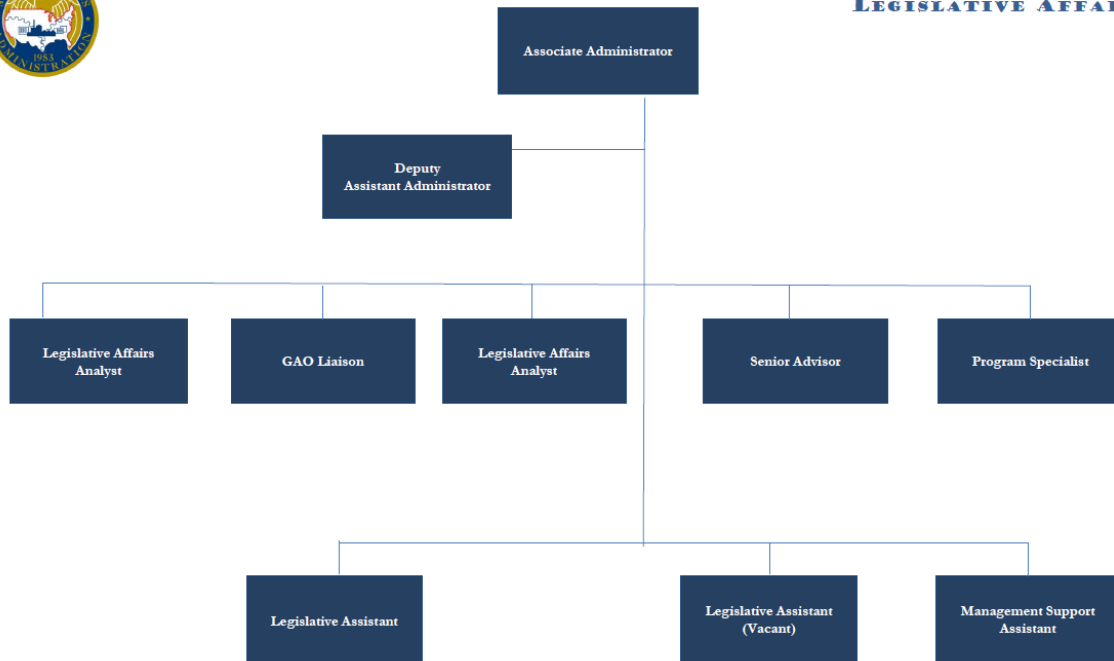 1953
LEGISLATIVE AFFAI
Associate Administrator
Deputy
Assistant Administrator
Legislative Affairs
Analyst
GAO Liaison
Legislative Affairs
Analyst
Senior Advisor
Program Specialist
Legislative Assistant
Legislative Assistant
(Vacant)
Management Support
Assistant